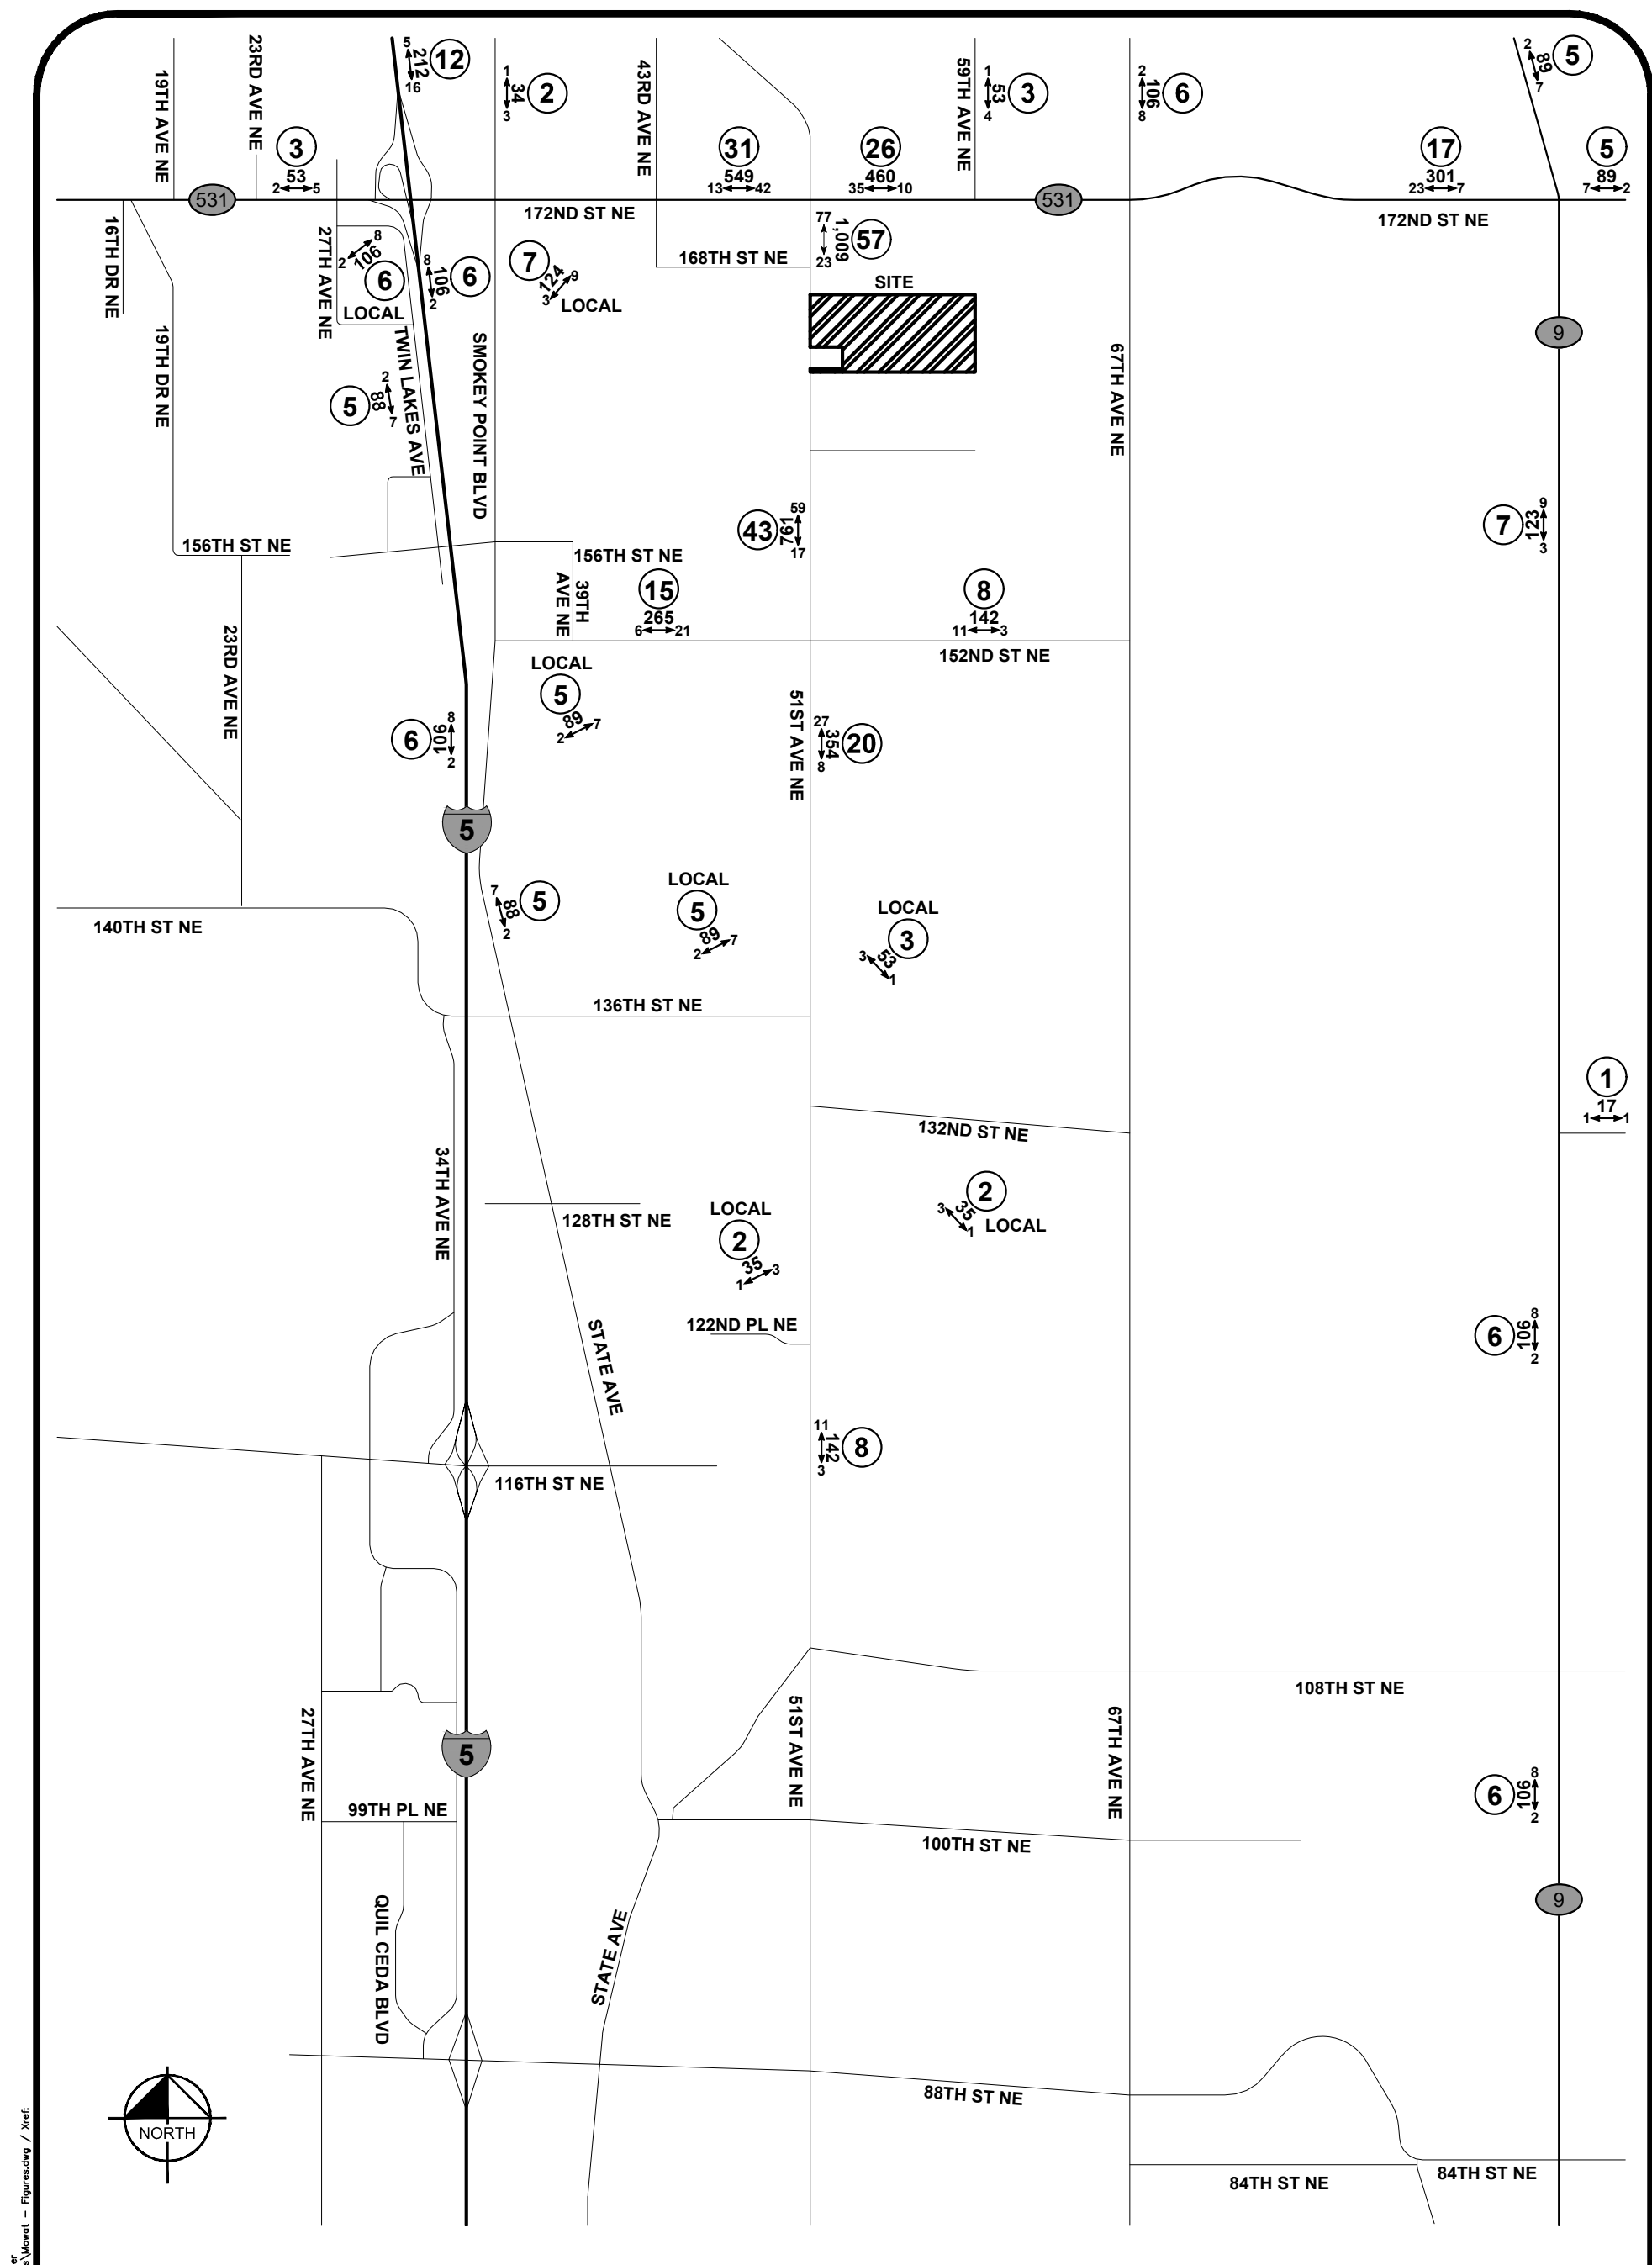 19TH AVE NE
23RD AVE NE
5
212
16
12
1
34
3
2
43RD AVE NE
59TH AVE NE
1
53
4
3
2
106
8
6
2
89
7
5
3
53
2 5
31
549
13 42
26
460
35 10
17
301
23 7
5
89
7 2
531
172ND ST NE
531
172ND ST NE
16TH DR NE
27TH AVE NE
8
106
2
6
LOCAL
8
106
2
6
7
124
9
3
LOCAL
168TH ST NE
77
1,009
23
57
SITE
19TH DR NE
TWIN LAKES AVE
SMOKEY POINT BLVD
67TH AVE NE
9
2
88
7
5
43
761
59
17
7
123
9
3
156TH ST NE
156TH ST NE
39TH
AVE NE
15
265
6 21
8
142
11 3
152ND ST NE
23RD AVE NE
LOCAL
5
89
7
2
51ST AVE NE
27
354
8
20
6
106
8
2
5
7
88
2
5
LOCAL
5
89
7
2
LOCAL
3
3
53
1
140TH ST NE
136TH ST NE
1
17
1 1
132ND ST NE
34TH AVE NE
128TH ST NE
LOCAL
2
35
3
1
2
3
35
1
LOCAL
122ND PL NE
STATE AVE
6
106
8
2
11
142
3
8
116TH ST NE
108TH ST NE
27TH AVE NE
5
51ST AVE NE
67TH AVE NE
6
106
8
2
99TH PL NE
100TH ST NE
QUIL CEDA BLVD
STATE AVE
9
88TH ST NE
84TH ST NE
84TH ST NE
NORTH
er
s\Mowat - Figures.dwg / Xref: